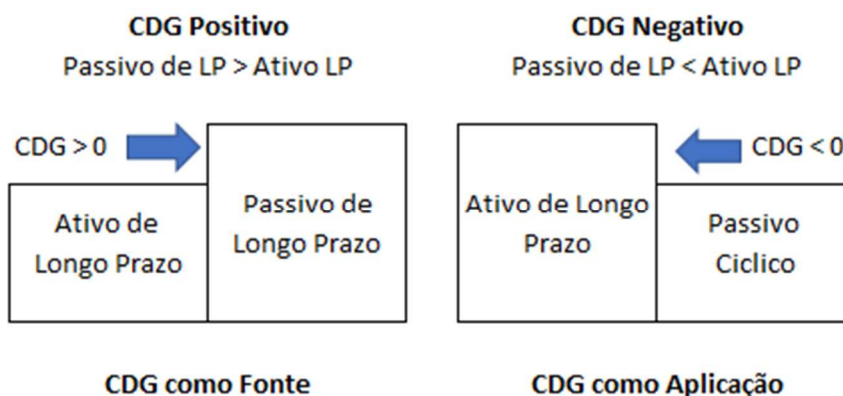 CDG Positivo
Passivo de LP > Ativo LP
CDG > 0
Ativo de
Longo Prazo
Passivo de
Longo Prazo
CDG como Fonte
CDG Negativo
Passivo de LP < Ativo LP
CDG < 0
Ativo de Longo
Prazo
Passivo
Ciclico
CDG como Aplicação